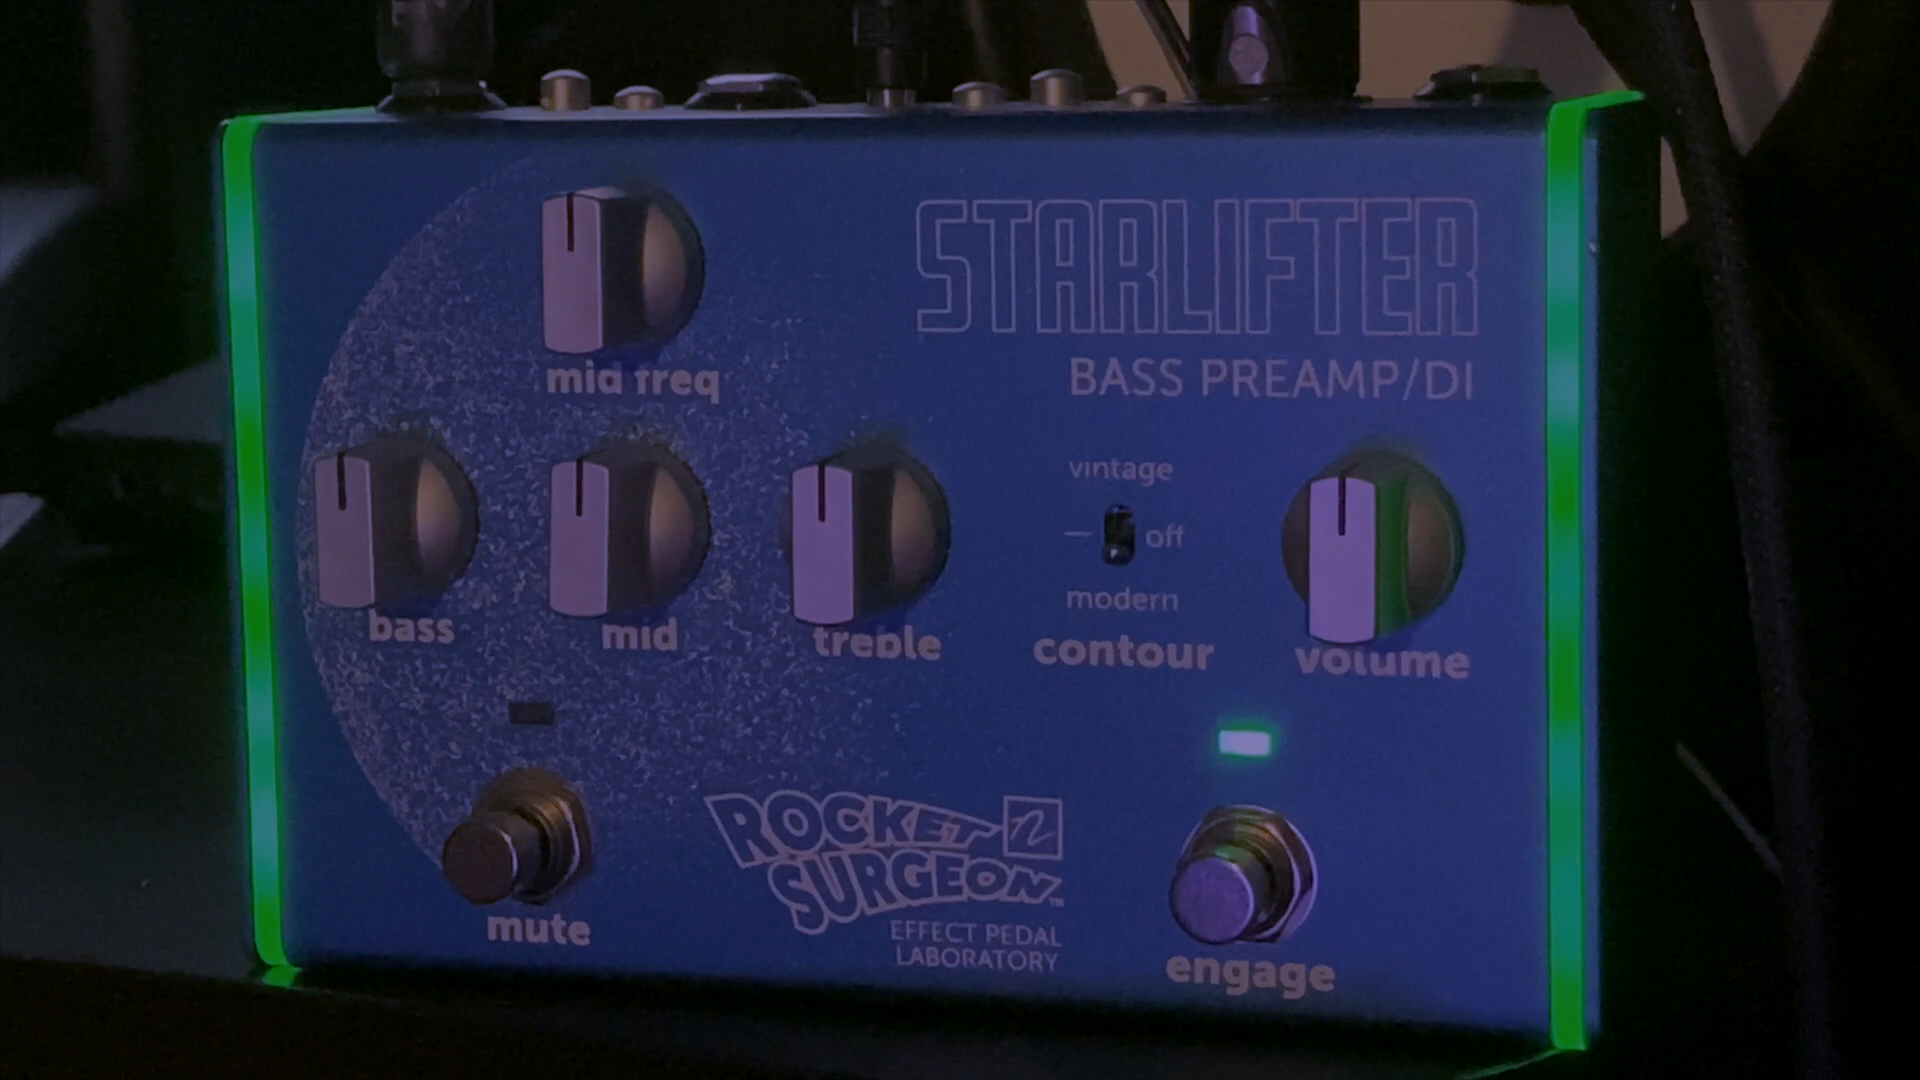 STARLIFTER
BASS PREAMP/DI
mid freq
vintage
off
modern
bass
mid
treble
contour
volume
ROCKET
SURGEON™
EFFECT PEDAL
LABORATORY
mute
engage